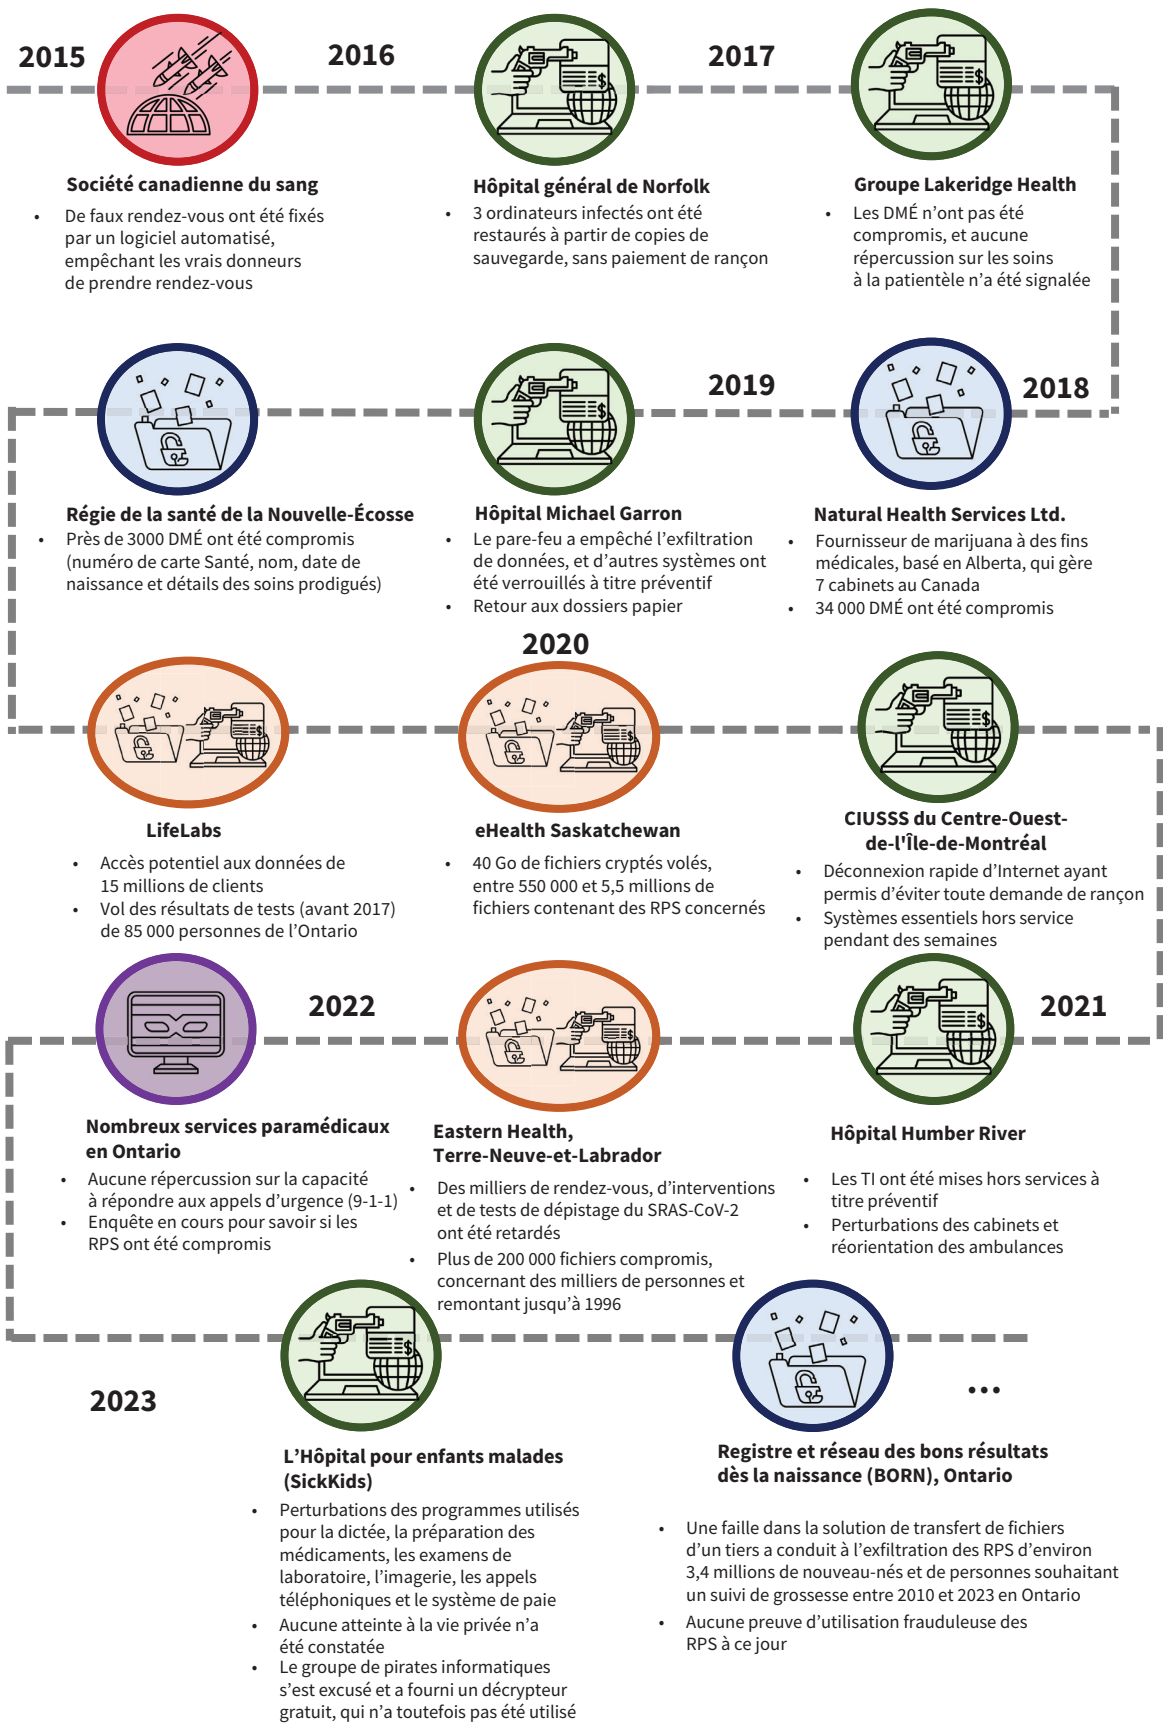 2015
2016
2017
Société canadienne du sang
• De faux rendez-vous ont été fixés
par un logiciel automatisé,
empêchant les vrais donneurs
de prendre rendez-vous
Hôpital général de Norfolk
• 3 ordinateurs infectés ont été
restaurés à partir de copies de
sauvegarde, sans paiement de rançon
Groupe Lakeridge Health
• Les DMÉ n’ont pas été
compromis, et aucune
répercussion sur les soins
à la patientèle n’a été signalée
2019
2018
Régie de la santé de la Nouvelle-Écosse
• Près de 3000 DMÉ ont été compromis
(numéro de carte Santé, nom, date de
naissance et détails des soins prodigués)
Hôpital Michael Garron
• Le pare-feu a empêché l’exfiltration
de données, et d’autres systèmes ont
été verrouillés à titre préventif
• Retour aux dossiers papier
Natural Health Services Ltd.
• Fournisseur de marijuana à des fins
médicales, basé en Alberta, qui gère
7 cabinets au Canada
• 34 000 DMÉ ont été compromis
2020
LifeLabs
• Accès potentiel aux données de
15 millions de clients
• Vol des résultats de tests (avant 2017)
de 85 000 personnes de l’Ontario
eHealth Saskatchewan
• 40 Go de fichiers cryptés volés,
entre 550 000 et 5,5 millions de
fichiers contenant des RPS concernés
CIUSSS du Centre-Ouest-
de-l'Île-de-Montréal
• Déconnexion rapide d’Internet ayant
permis d’éviter toute demande de rançon
• Systèmes essentiels hors service
pendant des semaines
2022
2021
Nombreux services paramédicaux
en Ontario
• Aucune répercussion sur la capacité
à répondre aux appels d’urgence (9-1-1)
• Enquête en cours pour savoir si les
RPS ont été compromis
Eastern Health,
Terre-Neuve-et-Labrador
• Des milliers de rendez-vous, d’interventions
et de tests de dépistage du SRAS-CoV-2
ont été retardés
• Plus de 200 000 fichiers compromis,
concernant des milliers de personnes et
remontant jusqu’à 1996
Hôpital Humber River
• Les TI ont été mises hors services à
titre préventif
• Perturbations des cabinets et
réorientation des ambulances
2023
...
L’Hôpital pour enfants malades
(SickKids)
• Perturbations des programmes utilisés
pour la dictée, la préparation des
médicaments, les examens de
laboratoire, l’imagerie, les appels
téléphoniques et le système de paie
• Aucune atteinte à la vie privée n’a
été constatée
• Le groupe de pirates informatiques
s’est excusé et a fourni un décrypteur
gratuit, qui n’a toutefois pas été utilisé
Registre et réseau des bons résultats
dès la naissance (BORN), Ontario
• Une faille dans la solution de transfert de fichiers
d’un tiers a conduit à l’exfiltration des RPS d’environ
3,4 millions de nouveau-nés et de personnes souhaitant
un suivi de grossesse entre 2010 et 2023 en Ontario
• Aucune preuve d’utilisation frauduleuse des
RPS à ce jour